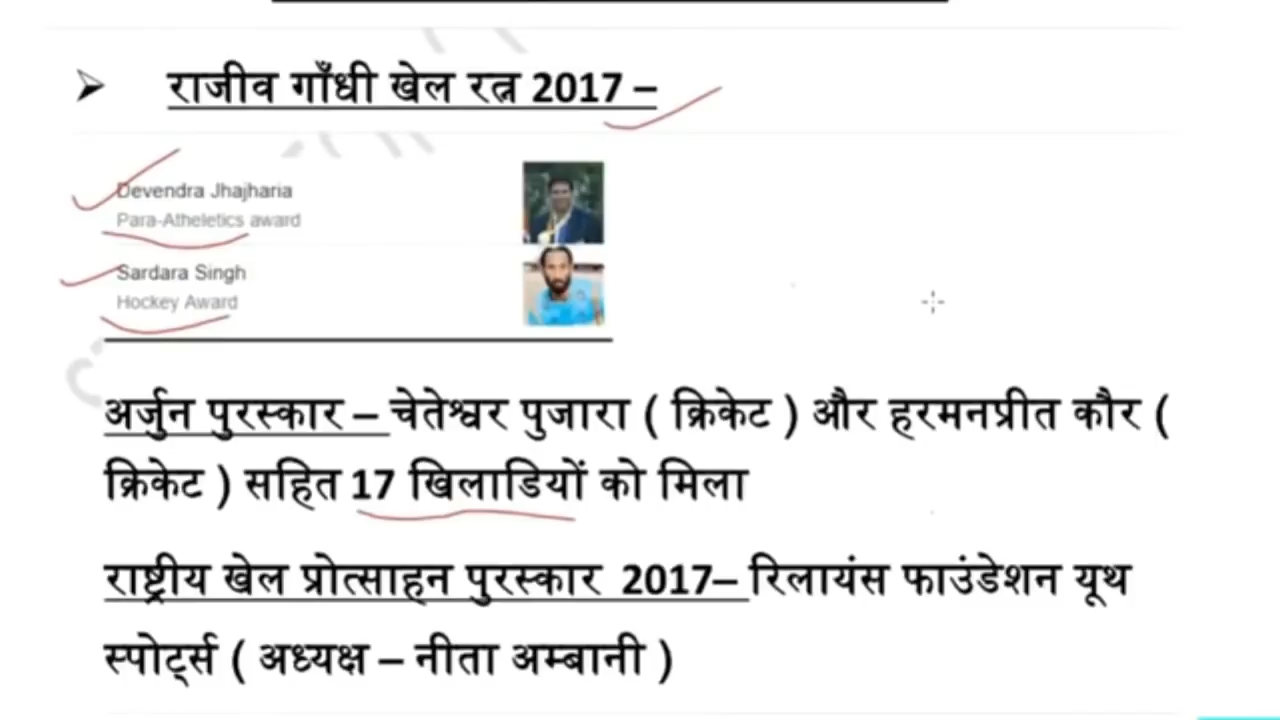 राजीव गाँधी खेल रत्न 2017 –
Devendra Jhajharia
Para-Atheletics award
Sardara Singh
Hockey Award
अर्जुन पुरस्कार – चेतेश्वर पुजारा ( क्रिकेट ) और हरमनप्रीत कौर (
क्रिकेट ) सहित 17 खिलाडियों को मिला
राष्ट्रीय खेल प्रोत्साहन पुरस्कार 2017– रिलायंस फाउंडेशन यूथ
स्पोर्ट्स ( अध्यक्ष – नीता अम्बानी )